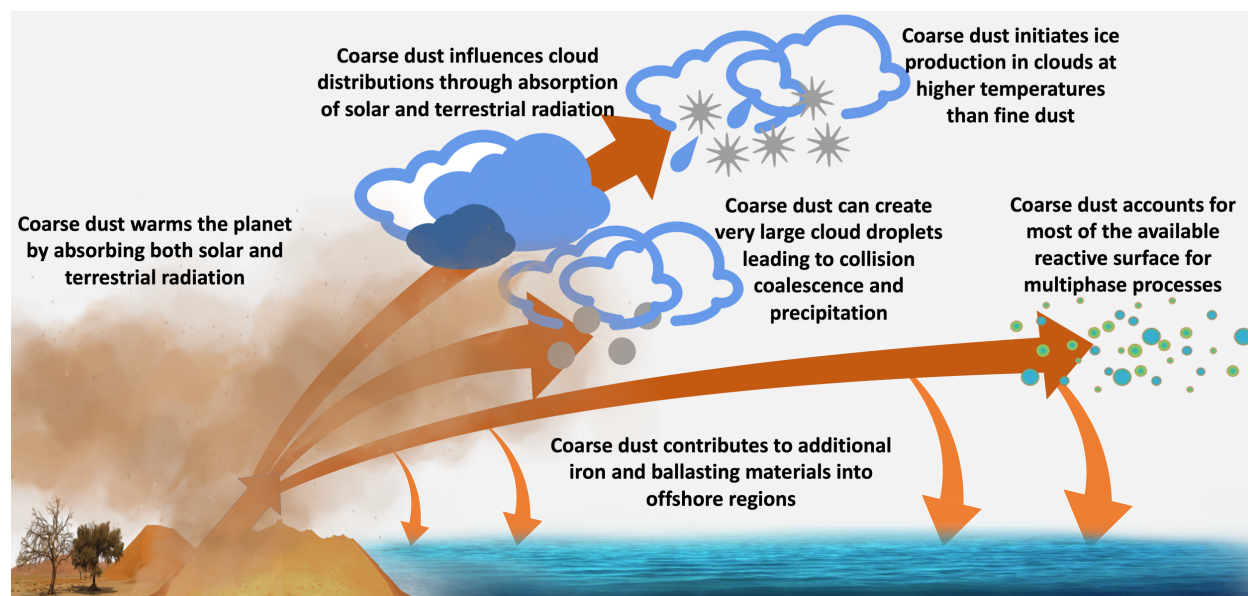 Coarse dust influences cloud
distributions through absorption
of solar and terrestrial radiation
Coarse dust initiates ice
production in clouds at
higher temperatures
than fine dust
Coarse dust warms the planet
by absorbing both solar and
terrestrial radiation
Coarse dust can create
very large cloud droplets
leading to collision
coalescence and
precipitation
Coarse dust accounts for
most of the available
reactive surface for
multiphase processes
Coarse dust contributes to additional
iron and ballasting materials into
offshore regions